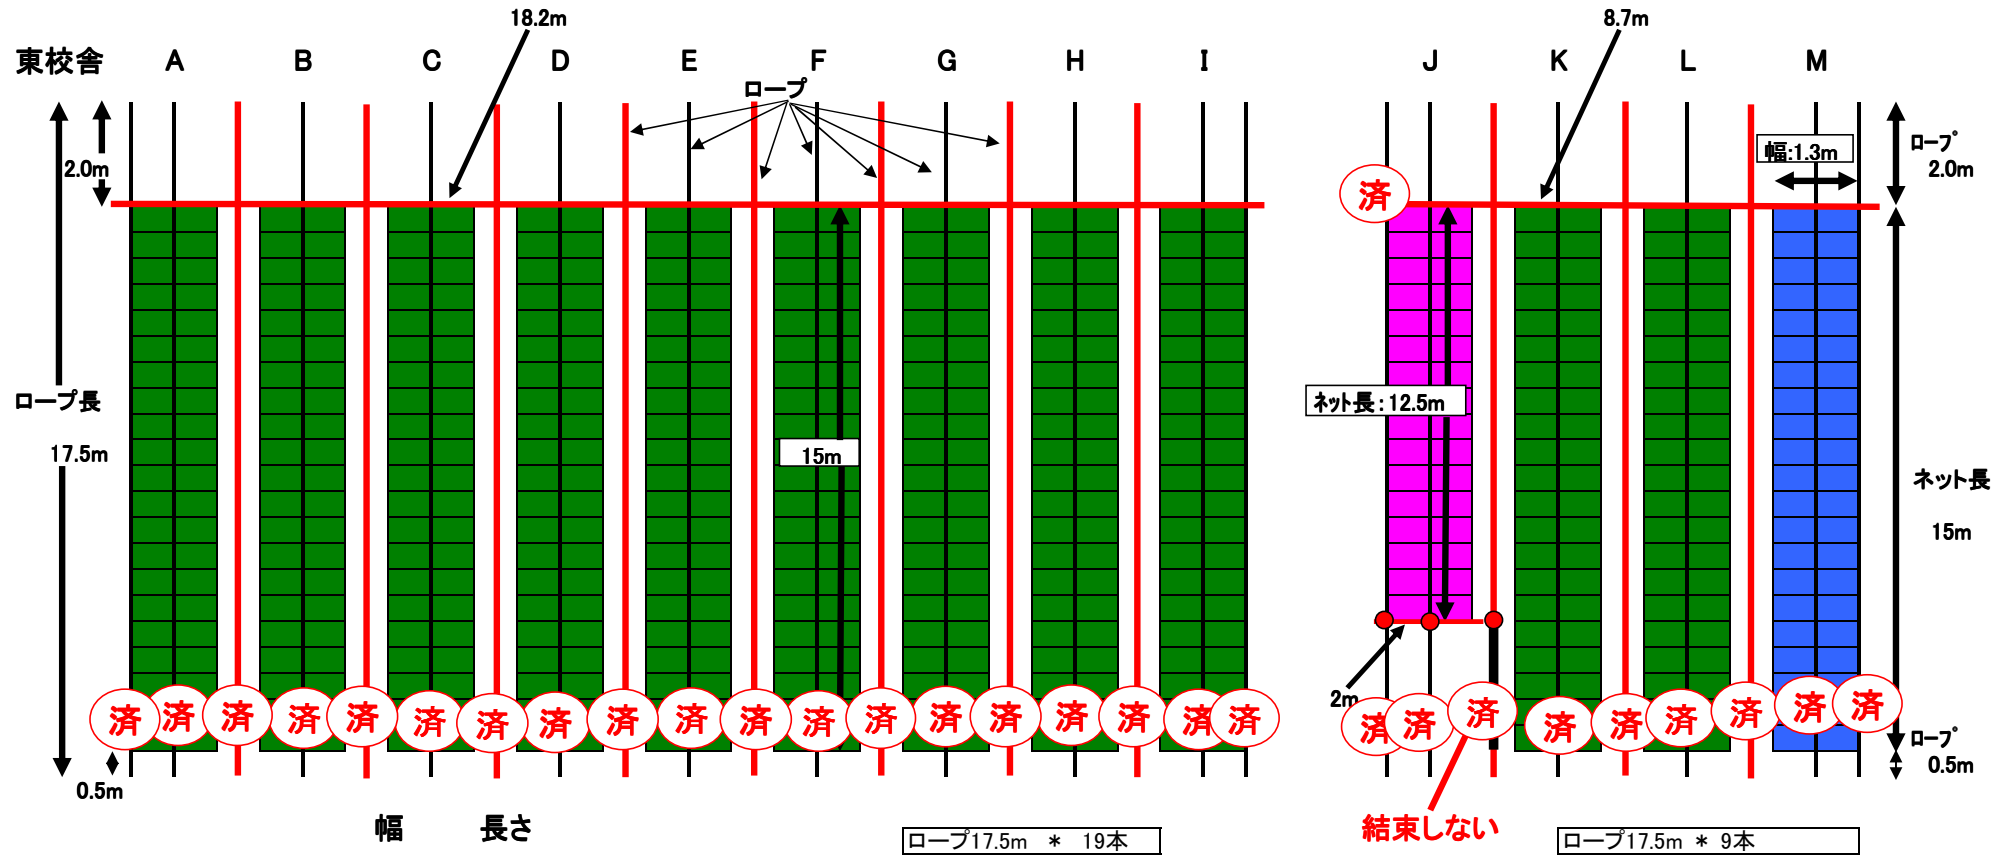 18.2m
8.7m
東校舎 A B C D E F G H I J K L M
ロープ
ロープ
2.0m
幅:1.3m
2.0m
済
ロープ長
ネット長:12.5m
17.5m
15m
ネット長
15m
2m
済 済 済 済 済 済 済 済 済 済 済 済 済 済 済 済 済 済 済 済 済 済 済 済 済 済 済 済
ロープ
0.5m
0.5m
幅 長さ
結束しない
ロープ17.5m * 19本
ロープ17.5m * 9本